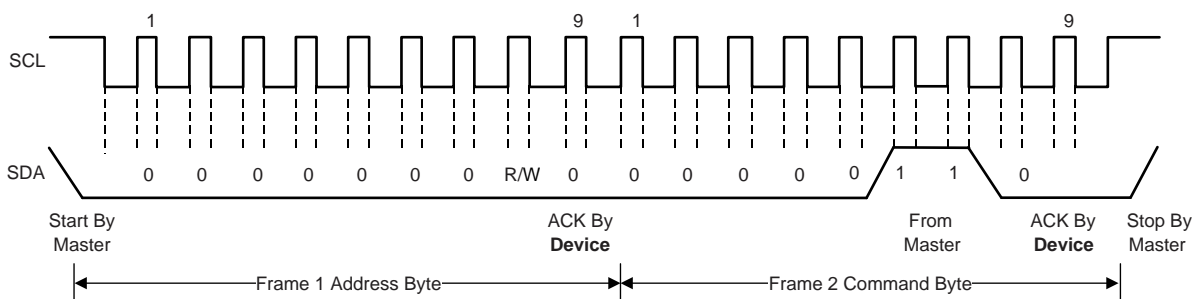 1 9 1 9
SCL
SDA 0 0 0 0 0 0 0 R/W 0 0 0 0 0 0 1 1 0
Start By
Master
ACK By
Device
From
Master
ACK By
Device
Stop By
Master
Frame 1 Address Byte
Frame 2 Command Byte